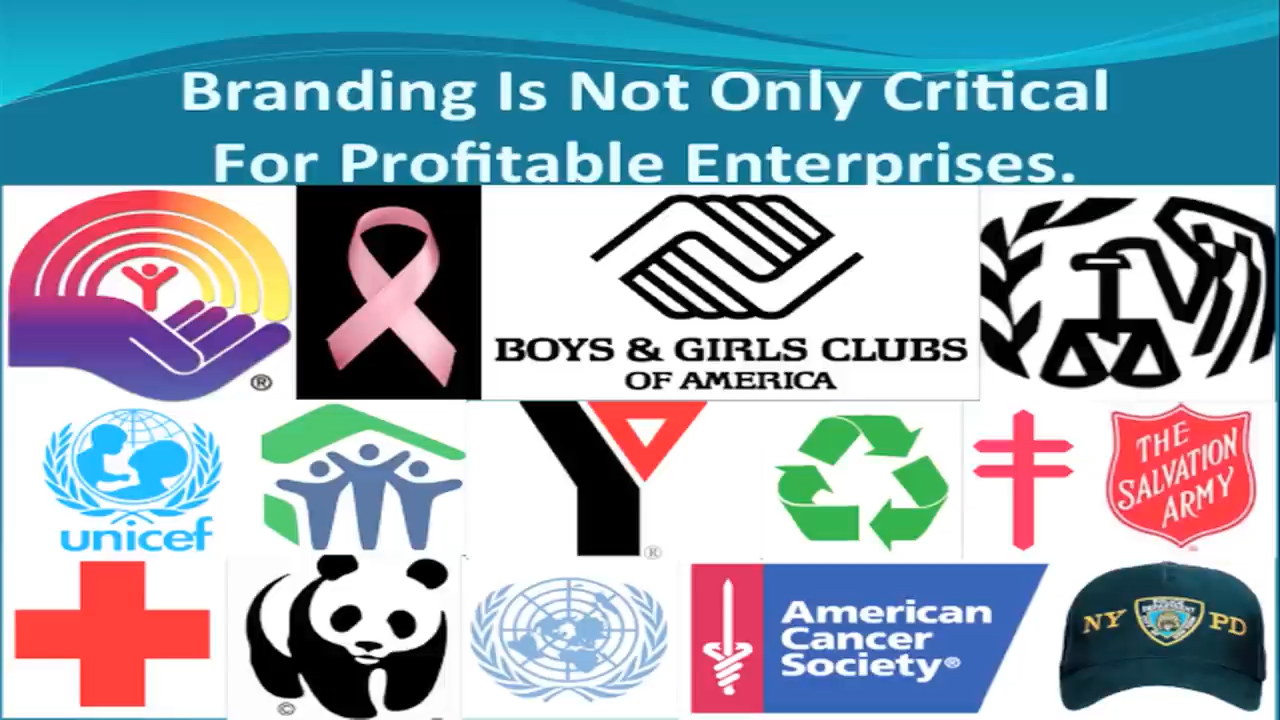 Branding Is Not Only Critical
For Profitable Enterprises.
®
BOYS & GIRLS CLUBS
OF AMERICA
unicef
®
THE
SALVATION
ARMY
©
American
Cancer
Society®
NY PD